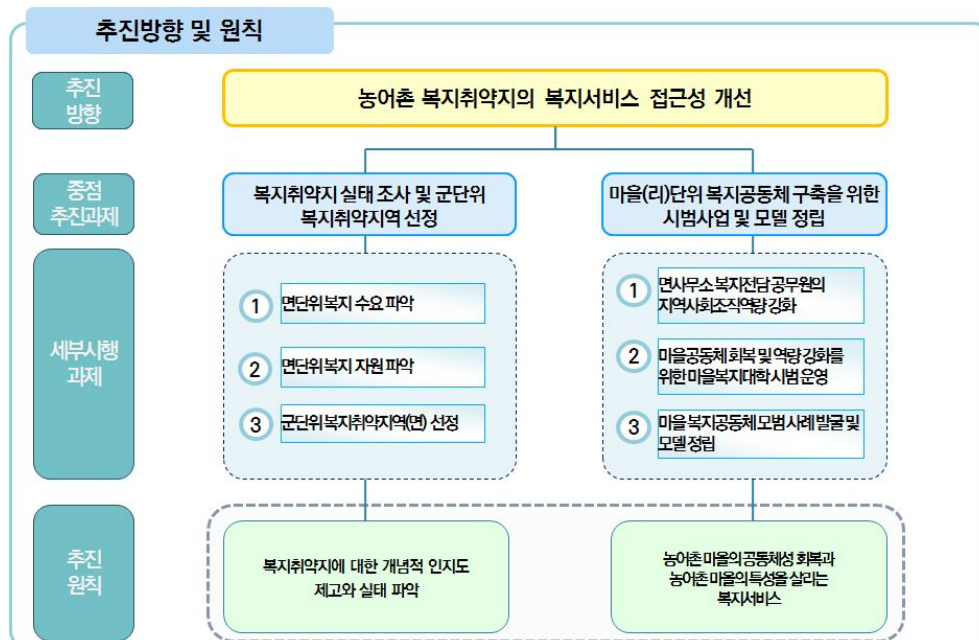 추진방향 및 원칙
추진
방향
농어촌 복지취약지의 복지서비스 접근성 개선
중점
추진과제
복지취약지 실태 조사 및 군단위
복지취약지역 선정
마을(리)단위 복지공동체 구축을 위한
시범사업 및 모델 정립
세부시행
과제
1 면단위 복지 수요 파악
2 면단위 복지 자원 파악
3 군단위 복지취약지역(면) 선정
1 면사무소 복지전담 공무원의
지역사회조직역량 강화
2 마을공동체 회복 및 역량 강화를
위한 마을복지대학 시범 운영
3 마을 복지공동체 모범 사례 발굴 및
모델 정립
추진
원칙
복지취약지에 대한 개념적 인지도
제고와 실태 파악
농어촌 마을의 공동체성 회복과
농어촌 마을의 특성을 살리는
복지서비스